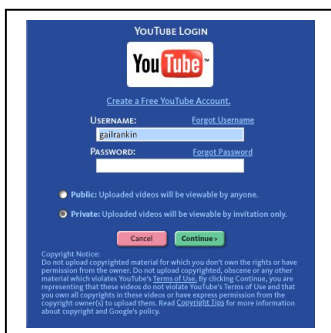 YouTube Login
YouTube™
Create a Free YouTube Account.
Username: Forgot Username
gailrankin
Password: Forgot Password
Public: Uploaded videos will be viewable by anyone.
Private: Uploaded videos will be viewable by invitation only.
Cancel Continue ›
Copyright Notice:
Do not upload copyrighted material for which you don't own the rights or have
permission from the owner. Do not upload copyrighted, obscene or any other
material which violates YouTube's Terms of Use. By clicking Continue, you are
representing that these videos do not violate YouTube's Terms of Use and that
you own all copyrights in these videos or have express permission from the
copyright owner(s) to upload them. Read Copyright Tips for more information
about copyright and Google's policy.